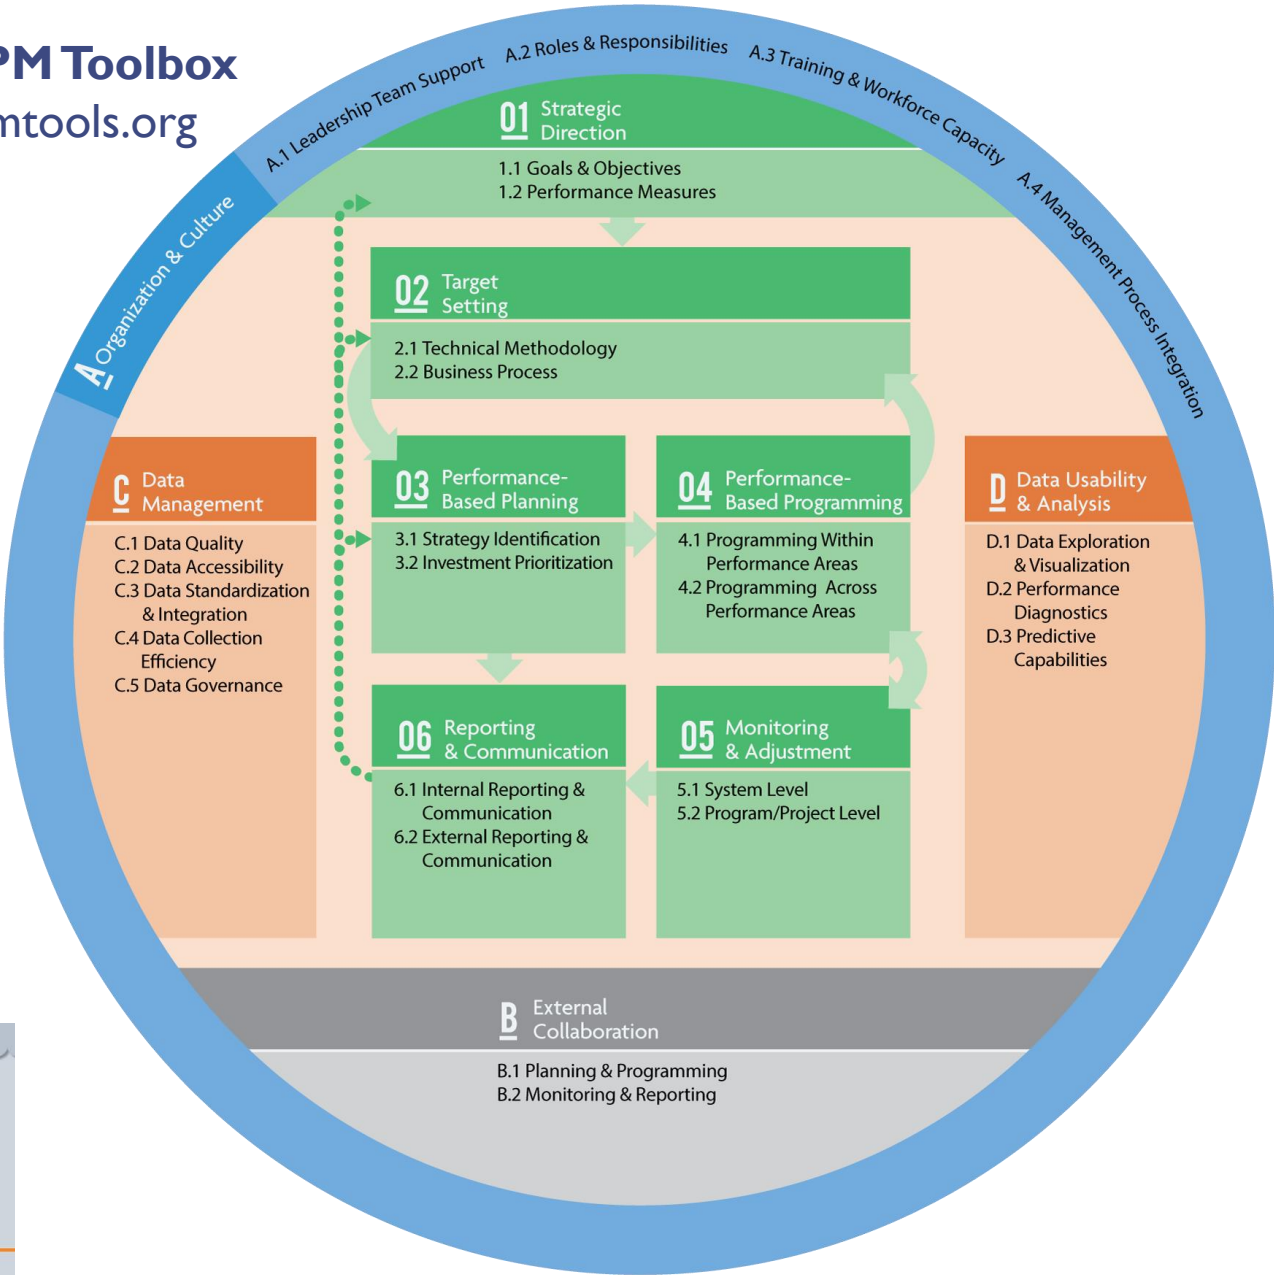 PM Toolbox
mtools.org
A.1 Leadership Team Support
A.2 Roles & Responsibilities
A.3 Training & Workforce Capacity
A.4 Management Process Integration
A Organization & Culture
01 Strategic
Direction
1.1 Goals & Objectives
1.2 Performance Measures
02 Target
Setting
2.1 Technical Methodology
2.2 Business Process
C Data
Management
C.1 Data Quality
C.2 Data Accessibility
C.3 Data Standardization
& Integration
C.4 Data Collection
Efficiency
C.5 Data Governance
03 Performance-
Based Planning
3.1 Strategy Identification
3.2 Investment Prioritization
04 Performance-
Based Programming
4.1 Programming Within
Performance Areas
4.2 Programming Across
Performance Areas
D Data Usability
& Analysis
D.1 Data Exploration
& Visualization
D.2 Performance
Diagnostics
D.3 Predictive
Capabilities
06 Reporting
& Communication
6.1 Internal Reporting &
Communication
6.2 External Reporting &
Communication
05 Monitoring
& Adjustment
5.1 System Level
5.2 Program/Project Level
B External
Collaboration
B.1 Planning & Programming
B.2 Monitoring & Reporting